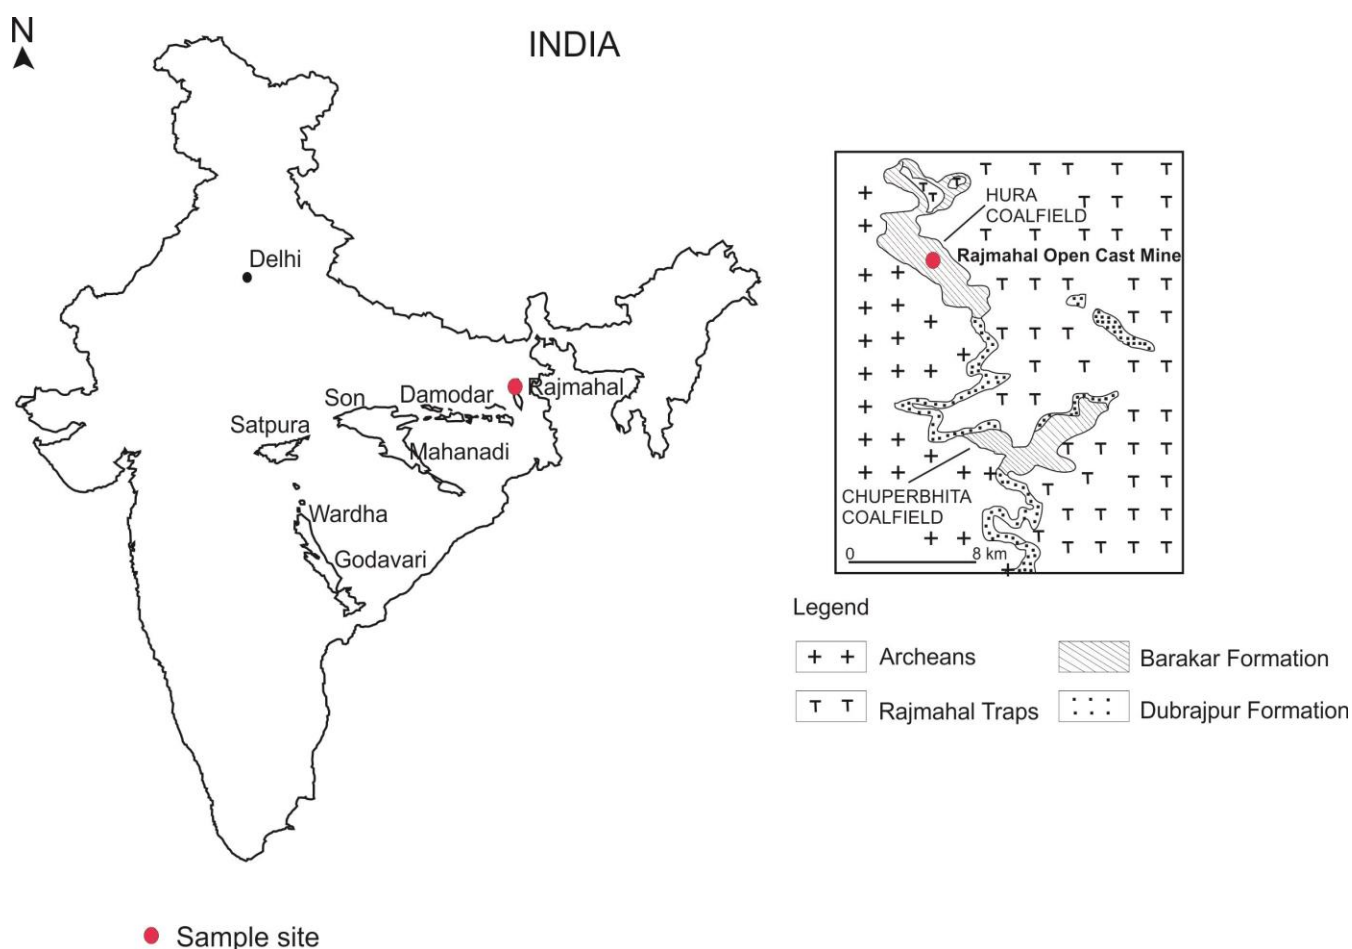 N
INDIA
Delhi
Rajmahal
Damodar
Son
Satpura
Mahanadi
Wardha
Godavari
Sample site
HURA
COALFIELD
Rajmahal Open Cast Mine
CHUPERBHITA
COALFIELD
0 8 km
Legend
Archeans
Barakar Formation
Rajmahal Traps
Dubrajpur Formation